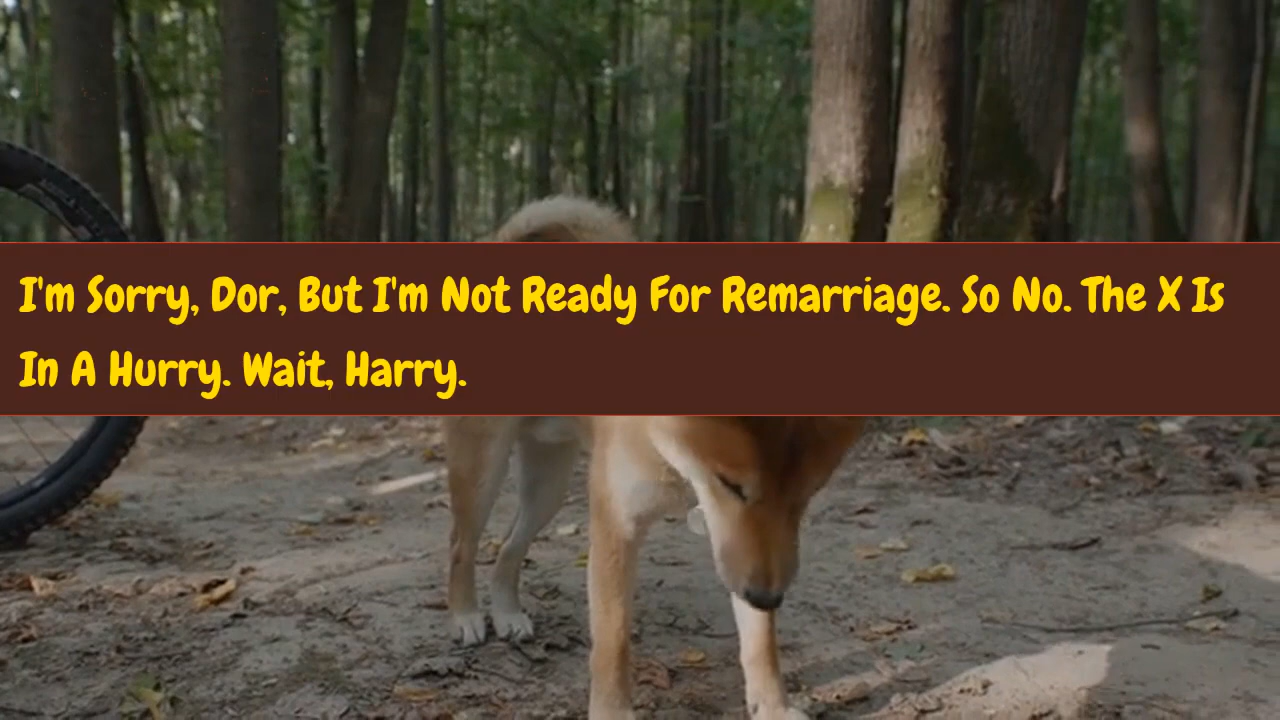 I'm Sorry, Dor, But I'm Not Ready For Remarriage. So No. The X Is
In A Hurry. Wait, Harry.